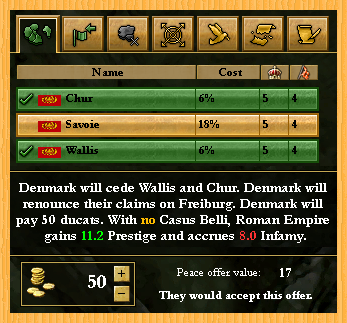 Name Cost
Chur 6% 5 4
Savoie 18% 5 4
Wallis 6% 5 4
Denmark will cede Wallis and Chur. Denmark will
renounce their claims on Freiburg. Denmark will
pay 50 ducats. With no Casus Belli, Roman Empire
gains 11.2 Prestige and accrues 8.0 Infamy.
50 + −
Peace offer value: 17
They would accept this offer.